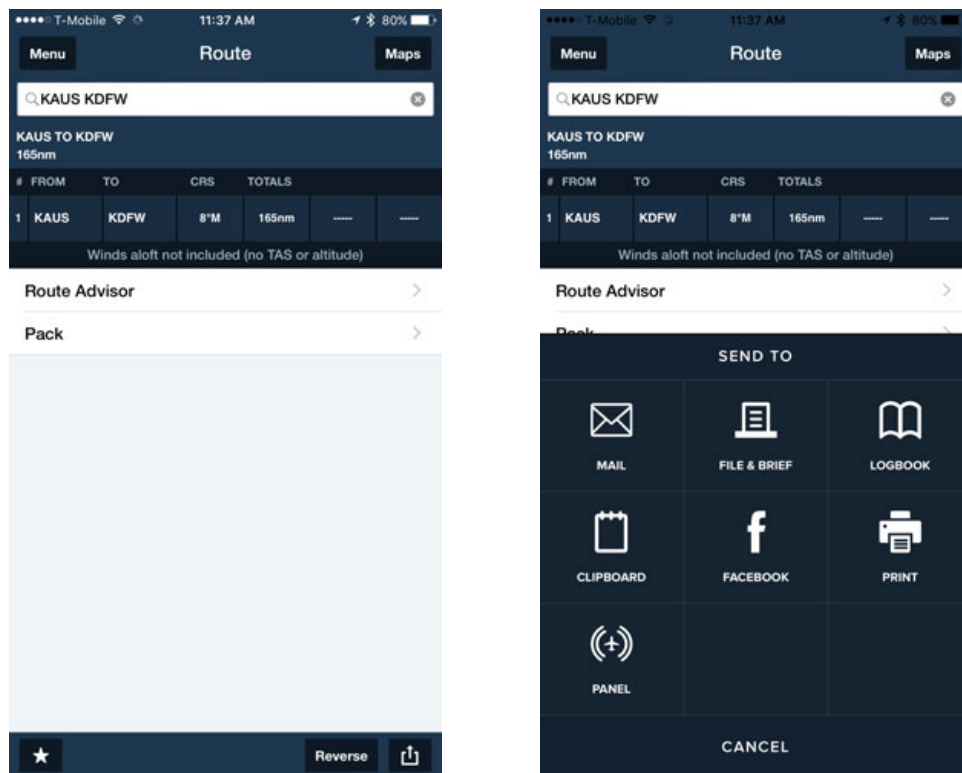 T-Mobile 11:37 AM 80%
Menu Route Maps
KAUS KDFW
KAUS TO KDFW
165nm
# FROM TO CRS TOTALS
1 KAUS KDFW 8°M 165nm ----- -----
Winds aloft not included (no TAS or altitude)
Route Advisor
Pack
Reverse
T-Mobile 11:37 AM 80%
Menu Route Maps
KAUS KDFW
KAUS TO KDFW
165nm
# FROM TO CRS TOTALS
1 KAUS KDFW 8°M 165nm ----- -----
Winds aloft not included (no TAS or altitude)
Route Advisor
Pack
SEND TO
MAIL FILE & BRIEF LOGBOOK
CLIPBOARD FACEBOOK PRINT
PANEL
CANCEL